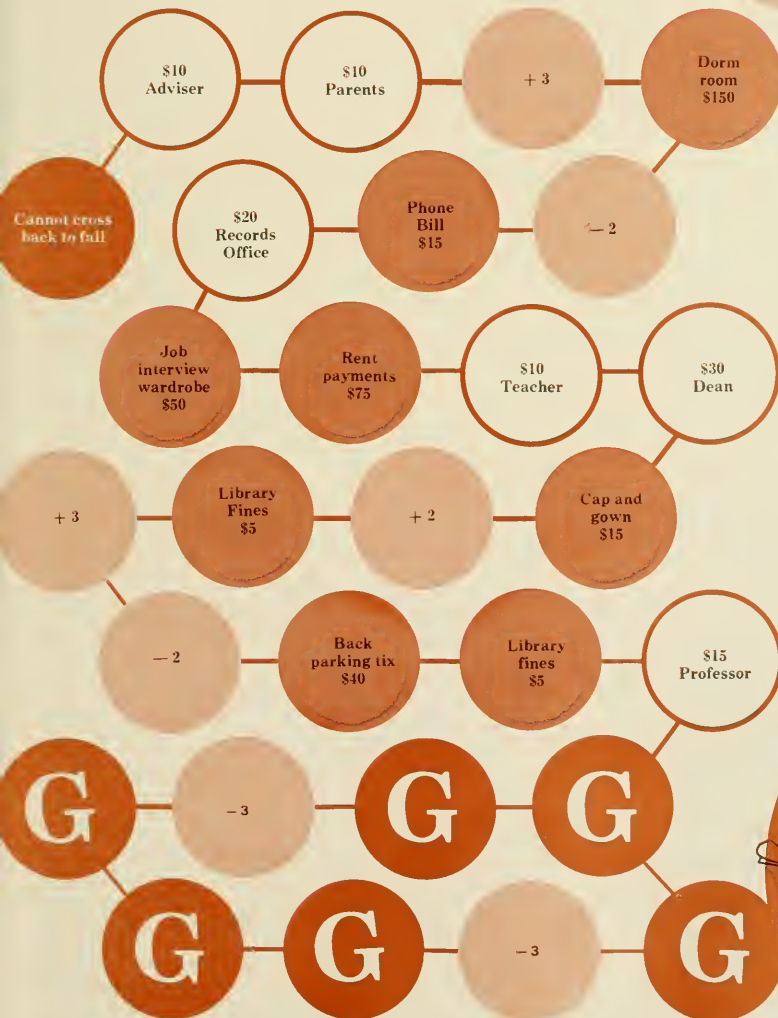 $10
Adviser
$10
Parents
+ 3
Dorm
room
$150
Cannot cross
back to fall
$20
Records
Office
Phone
Bill
$15
– 2
Job
interview
wardrobe
$50
Rent
payments
$75
$10
Teacher
$30
Dean
+ 3
Library
Fines
$5
+ 2
Cap and
gown
$15
– 2
Back
parking tix
$40
Library
fines
$5
$15
Professor
G
– 3
G
G
G
G
– 3
G